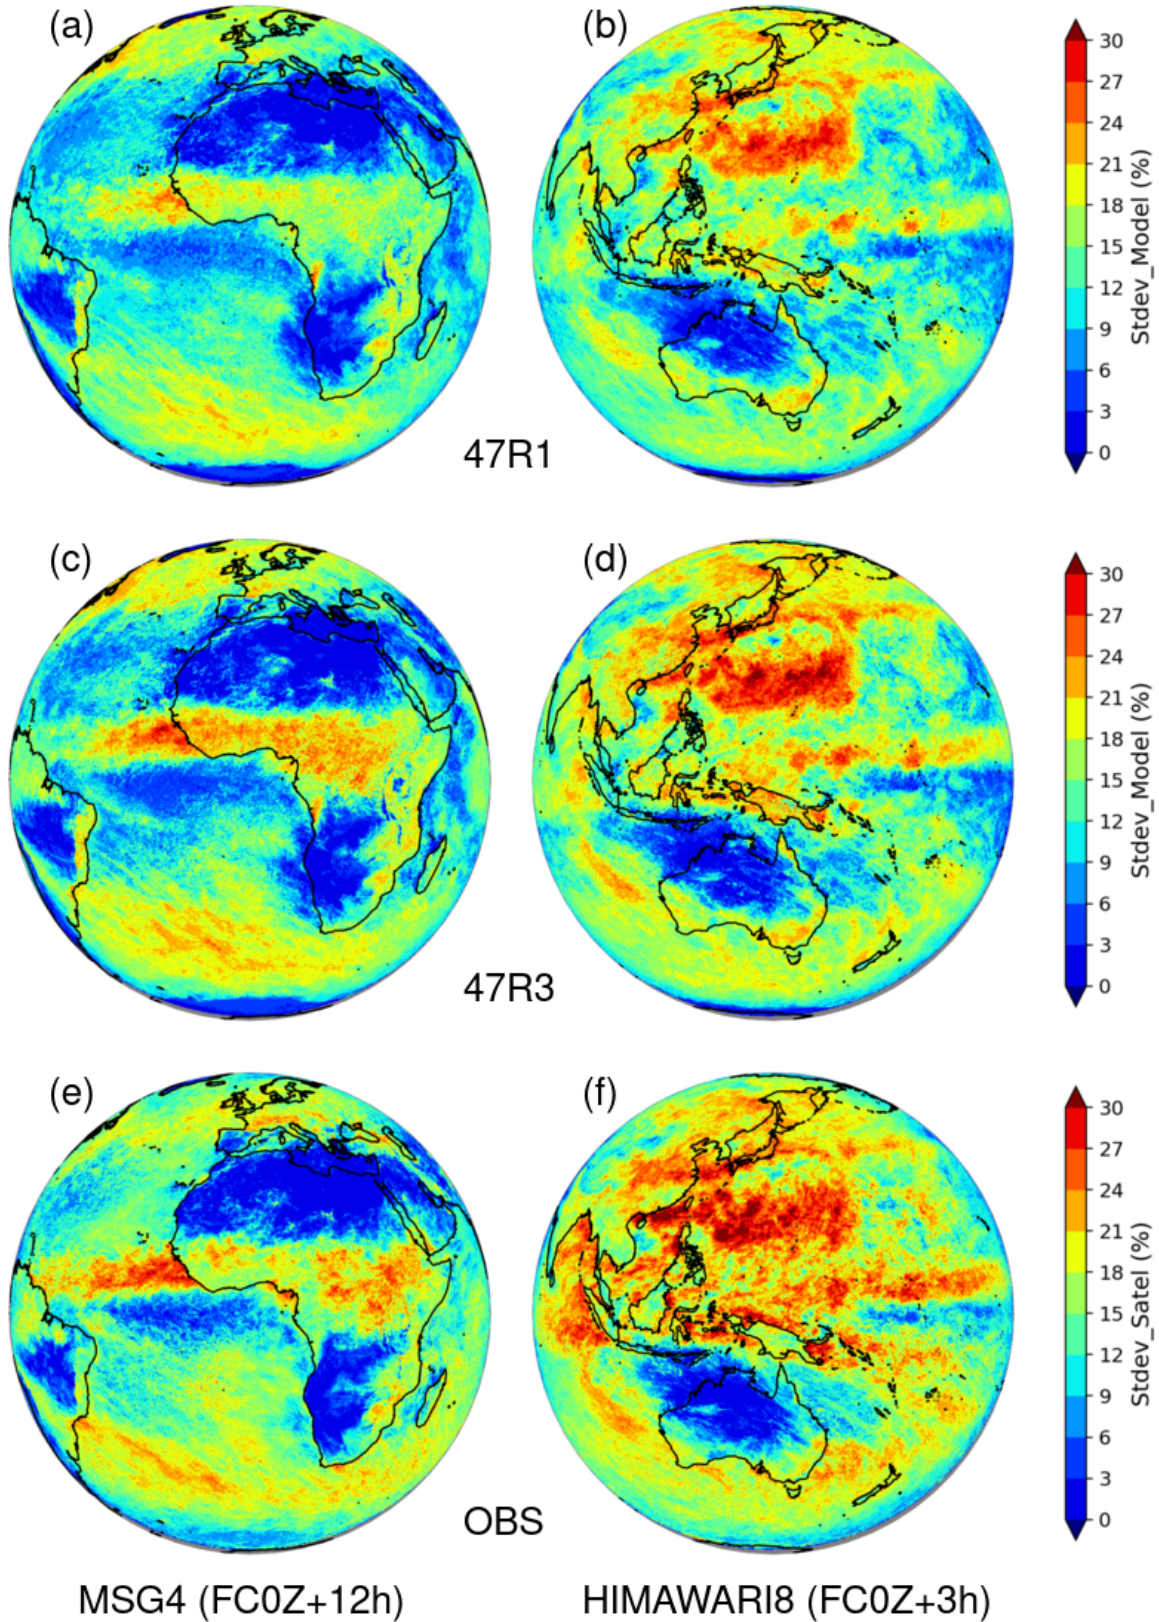 (a)
(b)
30
27
24
21
18
15
12
9
6
3
0
Stdev_Model (%)
47R1
(c)
(d)
30
27
24
21
18
15
12
9
6
3
0
Stdev_Model (%)
47R3
(e)
(f)
30
27
24
21
18
15
12
9
6
3
0
Stdev_Satel (%)
OBS
MSG4 (FC0Z+12h)
HIMAWARI8 (FC0Z+3h)